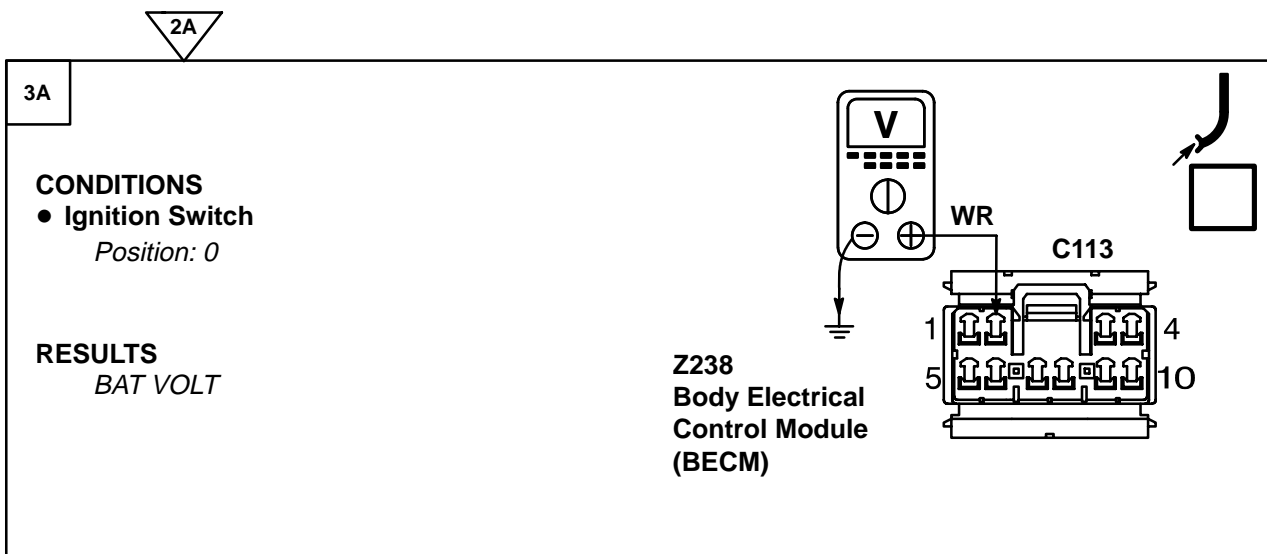 2A
3A
CONDITIONS
● Ignition Switch
Position: 0
RESULTS
BAT VOLT
V
WR
C113
1
4
5
10
Z238
Body Electrical
Control Module
(BECM)